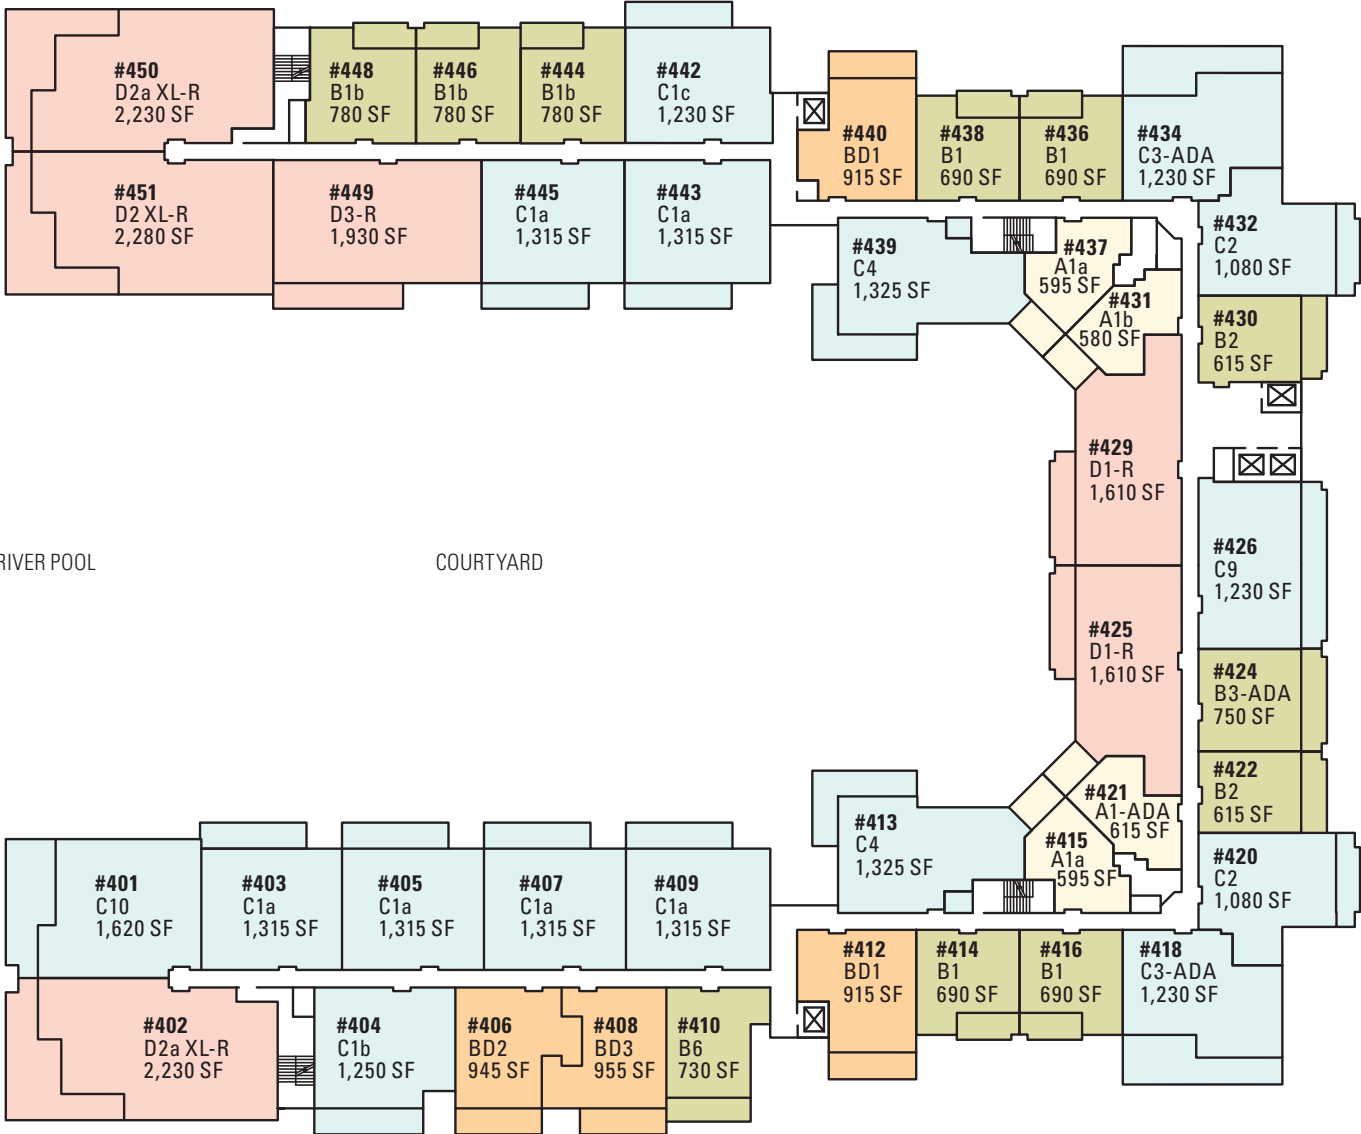 #450
D2a XL-R
2,230 SF
#448
B1b
780 SF
#446
B1b
780 SF
#444
B1b
780 SF
#442
C1c
1,230 SF
#440
BD1
915 SF
#438
B1
690 SF
#436
B1
690 SF
#434
C3-ADA
1,230 SF
#451
D2 XL-R
2,280 SF
#449
D3-R
1,930 SF
#445
C1a
1,315 SF
#443
C1a
1,315 SF
#439
C4
1,325 SF
#437
A1a
595 SF
#432
C2
1,080 SF
#431
A1b
580 SF
#430
B2
615 SF
#429
D1-R
1,610 SF
RIVER POOL
COURTYARD
#426
C9
1,230 SF
#425
D1-R
1,610 SF
#424
B3-ADA
750 SF
#422
B2
615 SF
#421
A1-ADA
615 SF
#413
C4
1,325 SF
#415
A1a
595 SF
#420
C2
1,080 SF
#401
C10
1,620 SF
#403
C1a
1,315 SF
#405
C1a
1,315 SF
#407
C1a
1,315 SF
#409
C1a
1,315 SF
#412
BD1
915 SF
#414
B1
690 SF
#416
B1
690 SF
#418
C3-ADA
1,230 SF
#402
D2a XL-R
2,230 SF
#404
C1b
1,250 SF
#406
BD2
945 SF
#408
BD3
955 SF
#410
B6
730 SF